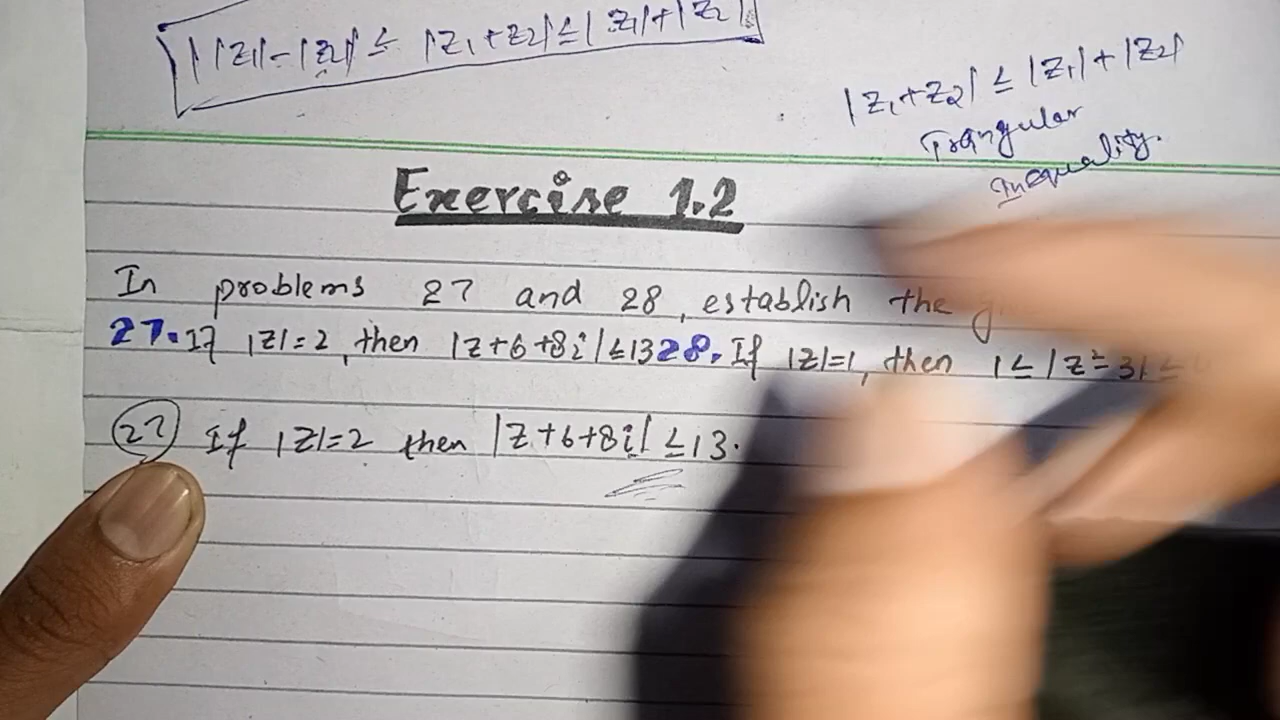 ||z1|-|z2|| ≤ |z1+z2| ≤ |z1|+|z2|
|z1+z2| ≤ |z1|+|z2|
Trangular
Inequality.
Exercise 1.2
In problems 27 and 28, establish the
27. If |z|=2, then |z+6+8i| ≤ 13 28. If |z|=1, then 1 ≤ |z²-3| ≤
27 If |z|=2 then |z+6+8i| ≤ 13.